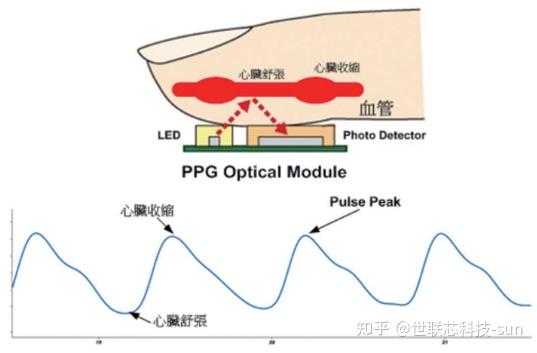 心臟舒張
心臟收縮
血管
LED
Photo Detector
PPG Optical Module
心臟收縮
Pulse Peak
心臟舒張
知乎 @世联芯科技-sun
19
20
21